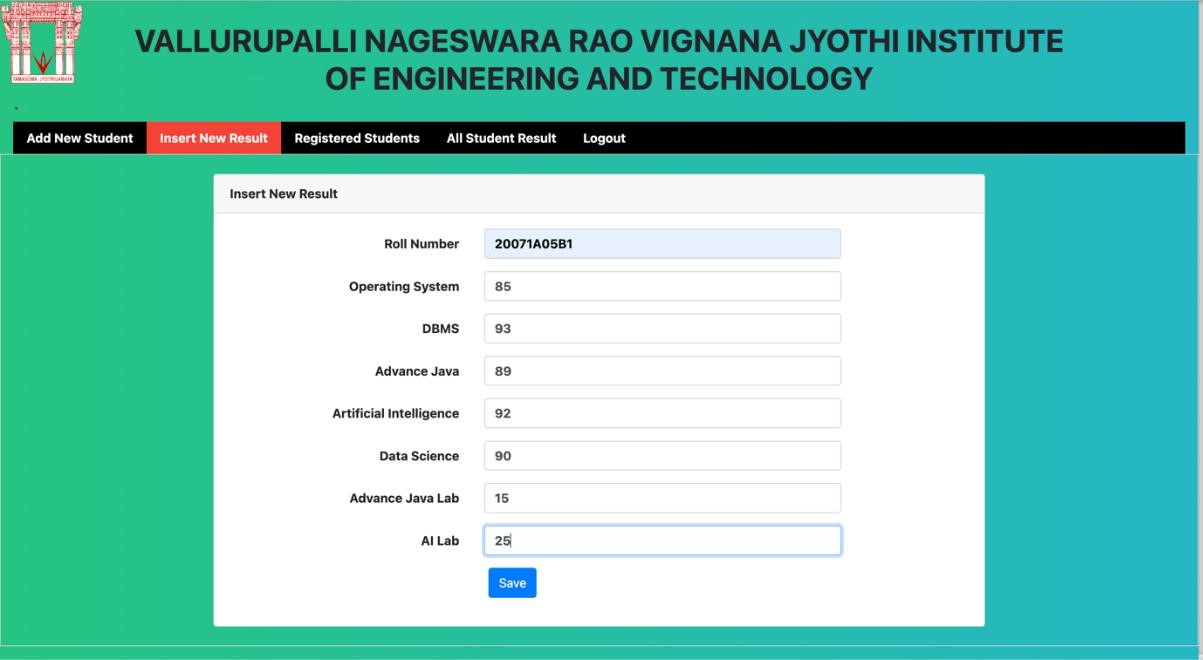 VALLURUPALLI NAGESWARA RAO VIGNANA JYOTHI INSTITUTE
OF ENGINEERING AND TECHNOLOGY
TAMASOMA JYOTIRGAMAYA
`
Add New Student Insert New Result Registered Students All Student Result Logout
Insert New Result
Roll Number 20071A05B1
Operating System 85
DBMS 93
Advance Java 89
Artificial Intelligence 92
Data Science 90
Advance Java Lab 15
AI Lab 25
Save